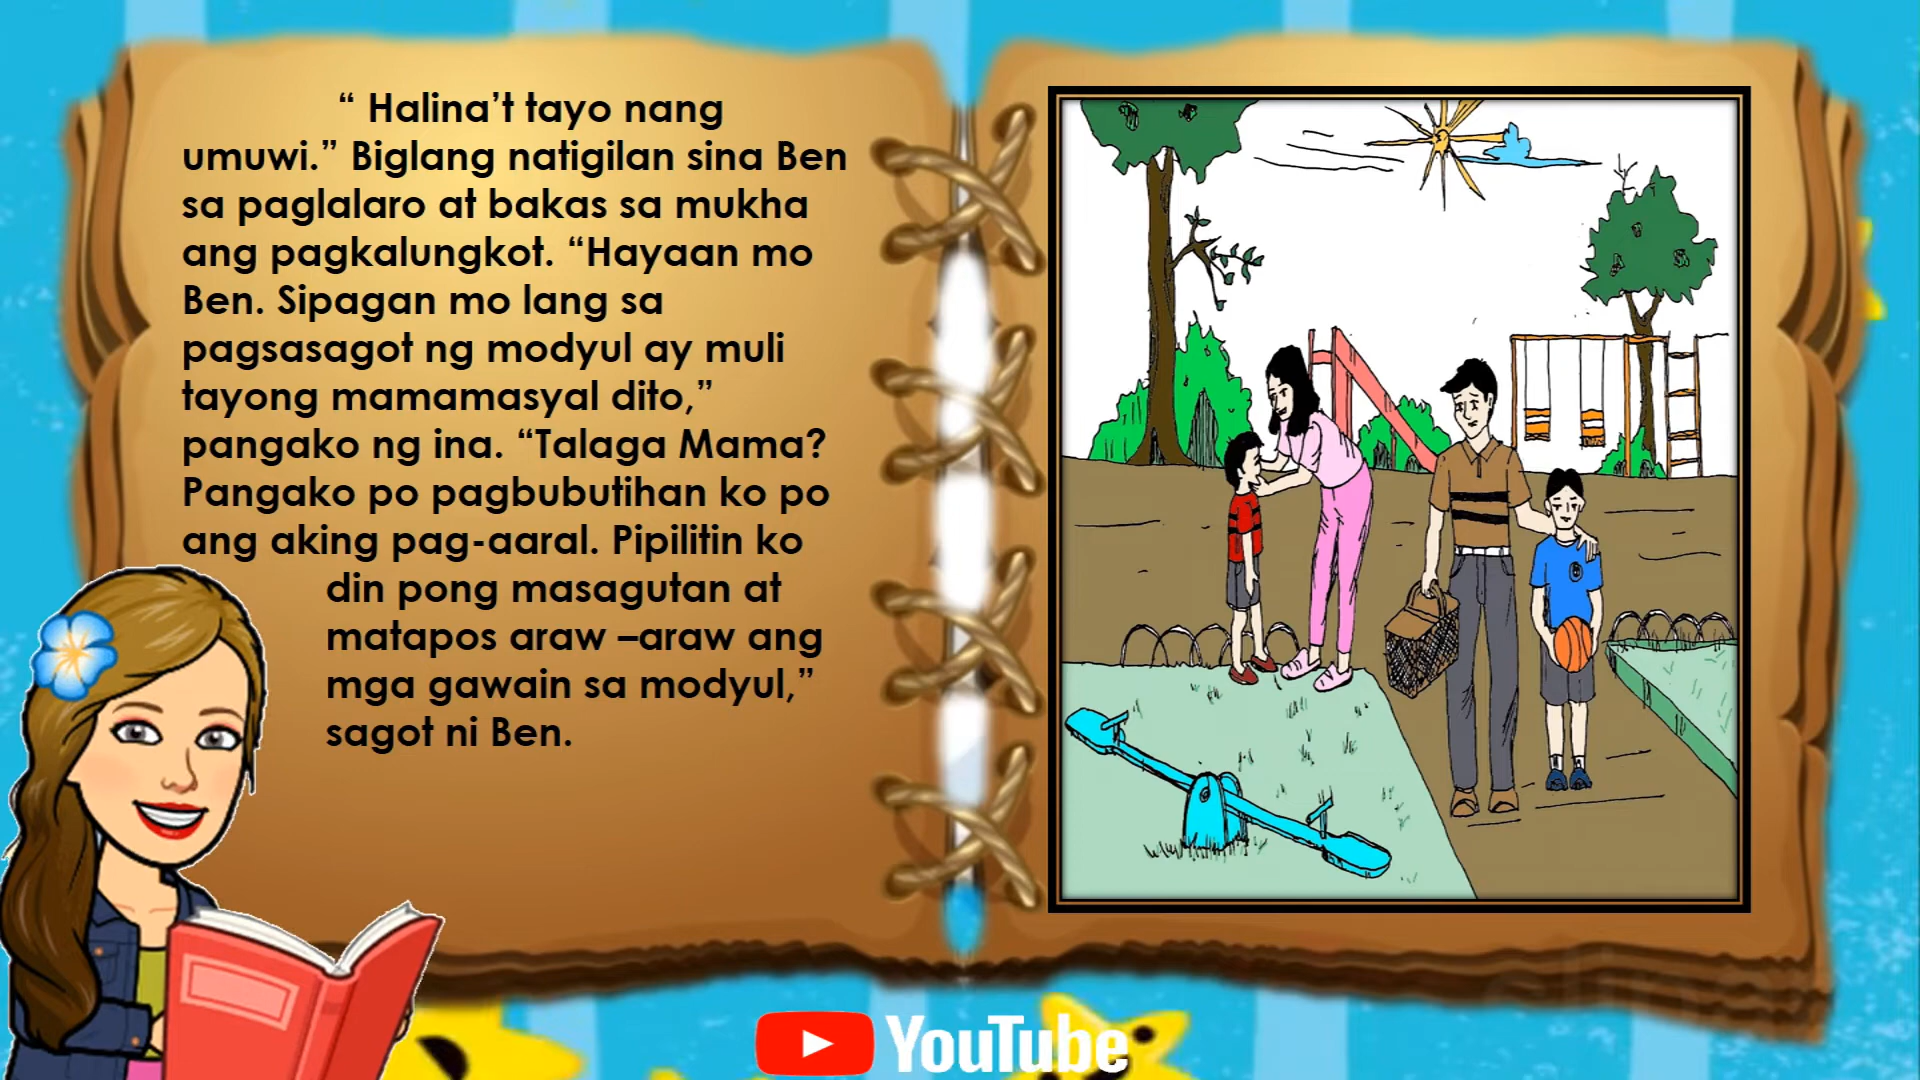 “ Halina’t tayo nang
umuwi.” Biglang natigilan sina Ben
sa paglalaro at bakas sa mukha
ang pagkalungkot. “Hayaan mo
Ben. Sipagan mo lang sa
pagsasagot ng modyul ay muli
tayong mamamasyal dito,”
pangako ng ina. “Talaga Mama?
Pangako po pagbubutihan ko po
ang aking pag-aaral. Pipilitin ko
din pong masagutan at
matapos araw –araw ang
mga gawain sa modyul,”
sagot ni Ben.
YouTube